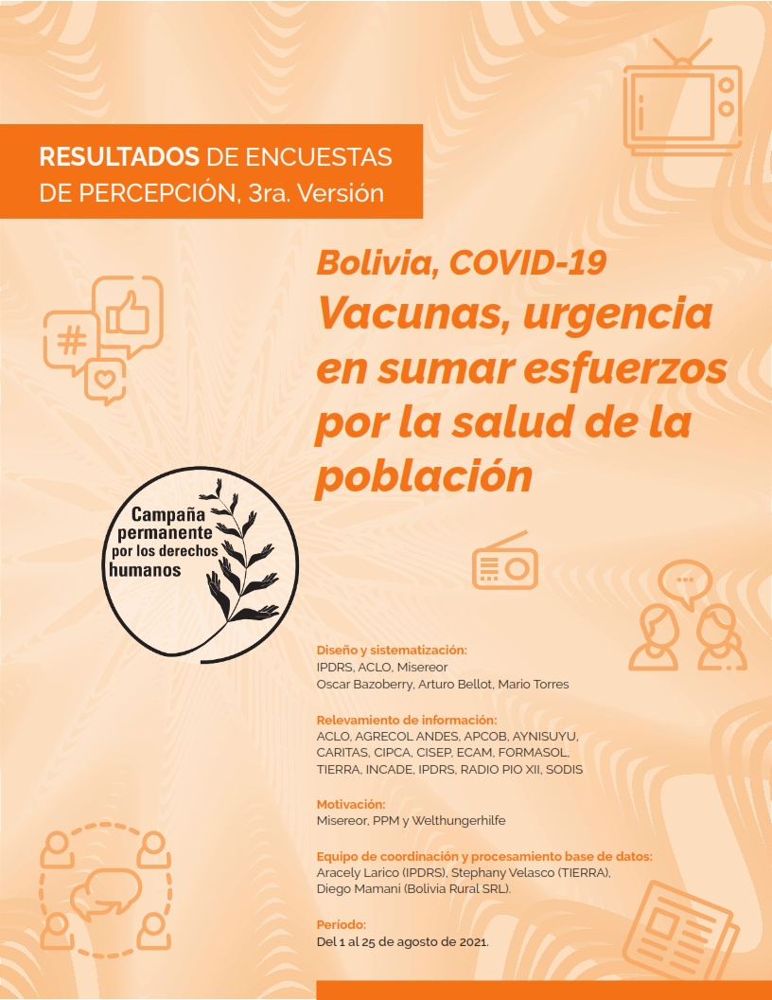 RESULTADOS DE ENCUESTAS
DE PERCEPCIÓN, 3ra. Versión
Bolivia, COVID-19
Vacunas, urgencia
en sumar esfuerzos
por la salud de la
población
#
Campaña
permanente
por los derechos
humanos
Diseño y sistematización:
IPDRS, ACLO, Misereor
Oscar Bazoberry, Arturo Bellot, Mario Torres
Relevamiento de información:
ACLO, AGRECOL ANDES, APCOB, AYNISUYU,
CARITAS, CIPCA, CISEP, ECAM, FORMASOL,
TIERRA, INCADE, IPDRS, RADIO PIO XII, SODIS
Motivación:
Misereor, PPM y Welthungerhilfe
Equipo de coordinación y procesamiento base de datos:
Aracely Larico (IPDRS), Stephany Velasco (TIERRA),
Diego Mamani (Bolivia Rural SRL).
Período:
Del 1 al 25 de agosto de 2021.